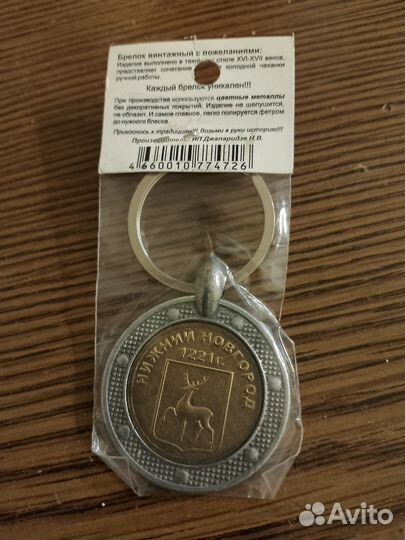 Брелок винтажный с пожеланиями:
Изделие выполнено в технике и стиле XVI-XVII веков,
представляет сочетание холодной чеканки
ручной работы.
Каждый брелок уникален!!!
При производстве используются цветные металлы
без декоративных покрытий. Изделие не шелушится,
не облазит. И самое главное, легко полируется фетром
до нужного блеска.
Прикоснись к традициям!!! Возьми в руки историю!!!
Производитель: ИП Джапаридзе Н.В.
4660010774726
НИЖНИЙ НОВГОРОД
1221г.
Avito